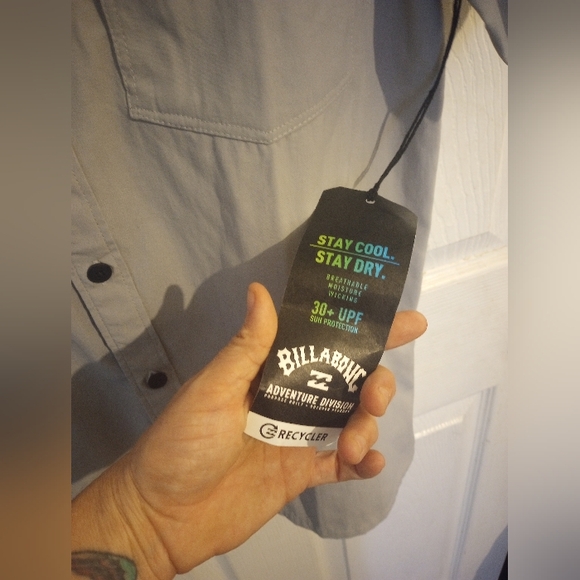 STAY COOL.
STAY DRY.
BREATHABLE
MOISTURE
WICKING
30+ UPF
SUN PROTECTION
BILLABONG
ADVENTURE DIVISION
RECYCLER